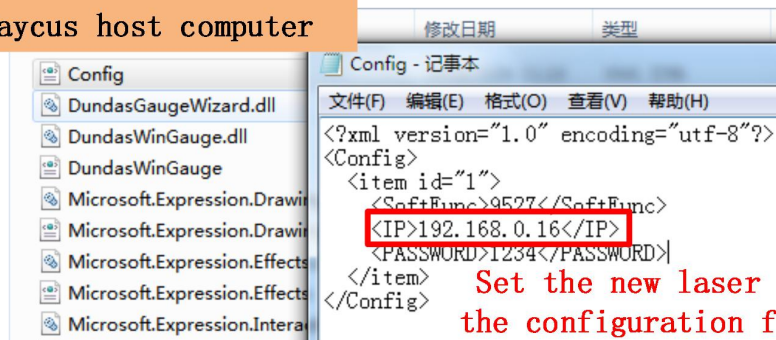 aycus host computer
修改日期 类型
Config
DundasGaugeWizard.dll
DundasWinGauge.dll
DundasWinGauge
Microsoft.Expression.Drawin
Microsoft.Expression.Drawin
Microsoft.Expression.Effects
Microsoft.Expression.Effects
Microsoft.Expression.Intera
Config - 记事本
文件(F) 编辑(E) 格式(O) 查看(V) 帮助(H)
<?xml version="1.0" encoding="utf-8"?>
<Config>
<item id="1">
<SoftFunc>9527</SoftFunc>
<IP>192.168.0.16</IP>
<PASSWORD>1234</PASSWORD>
</item>
</Config>
Set the new laser
the configuration f